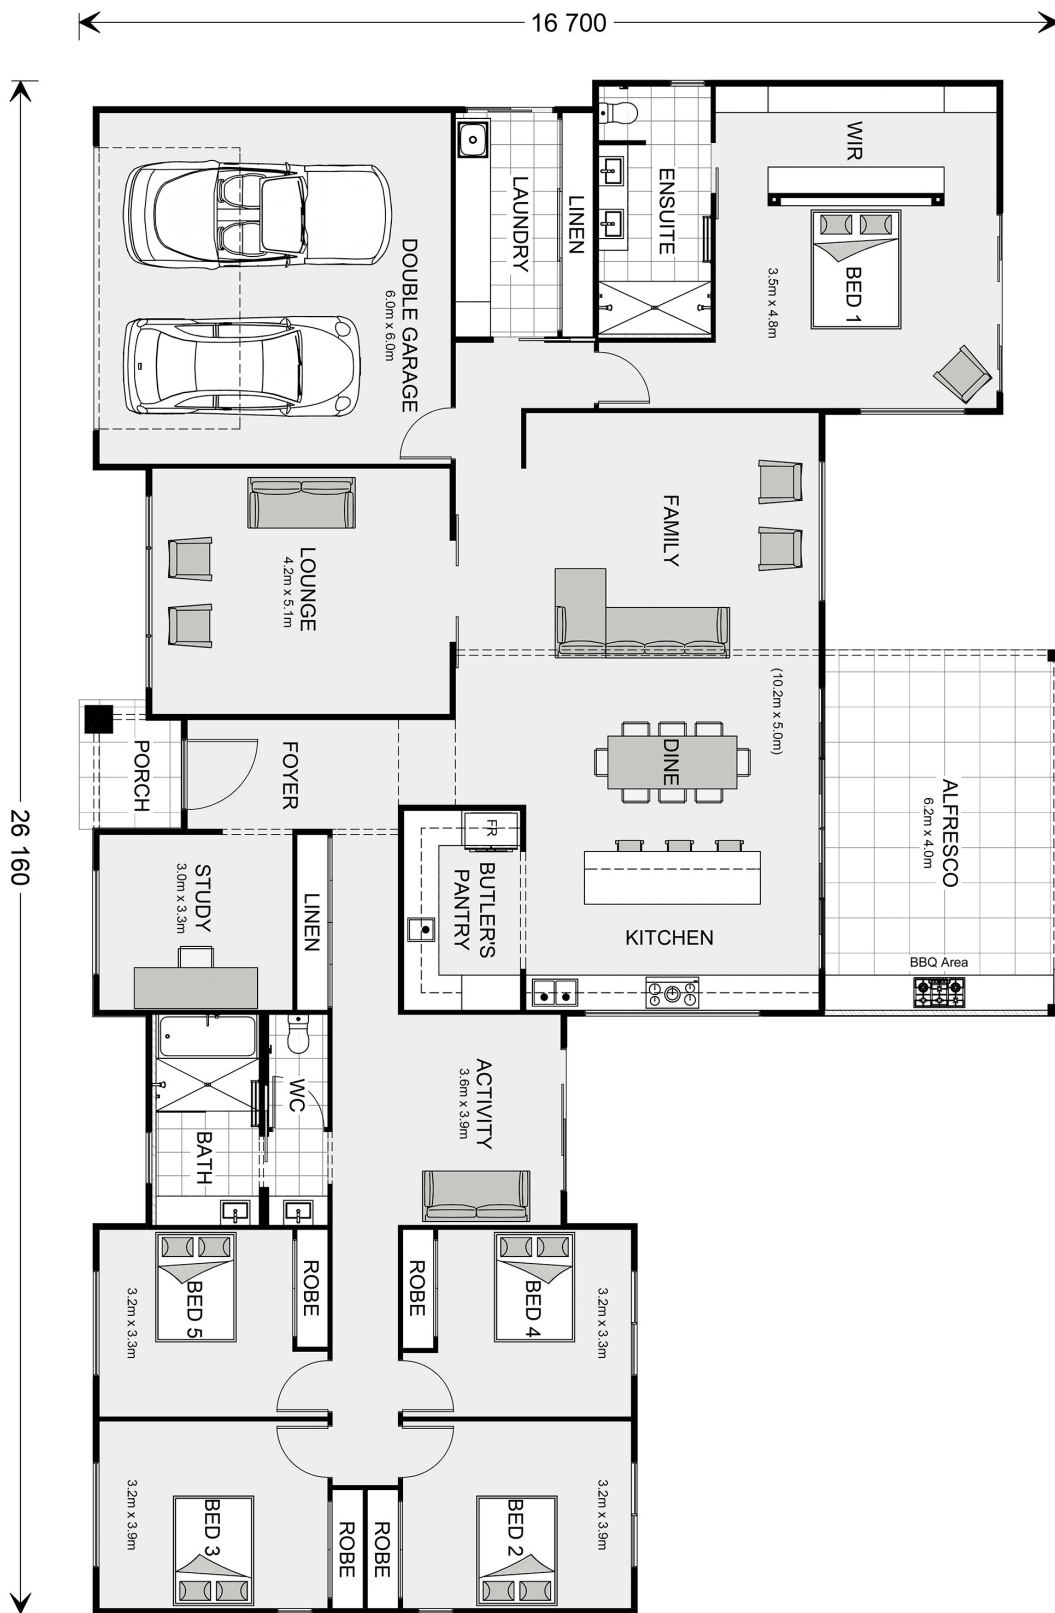 16 700
26 160
WIR
ENSUITE
LINEN
LAUNDRY
BED 1
3.5m x 4.8m
DOUBLE GARAGE
6.0m x 6.0m
FAMILY
LOUNGE
4.2m x 5.1m
(10.2m x 5.0m)
DINE
PORCH
FOYER
ALFRESCO
6.2m x 4.0m
FR
BUTLER'S
PANTRY
STUDY
3.0m x 3.3m
LINEN
KITCHEN
BBQ Area
WC
ACTIVITY
3.6m x 3.9m
BATH
ROBE
ROBE
BED 5
3.2m x 3.3m
BED 4
3.2m x 3.3m
BED 3
3.2m x 3.9m
ROBE
ROBE
BED 2
3.2m x 3.9m